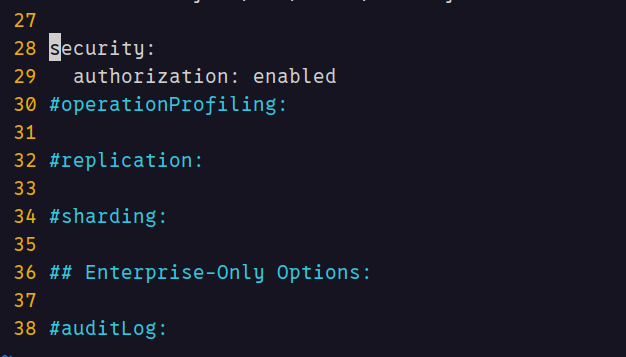 27
28 security:
29   authorization: enabled
30 #operationProfiling:
31
32 #replication:
33
34 #sharding:
35
36 ## Enterprise-Only Options:
37
38 #auditLog: